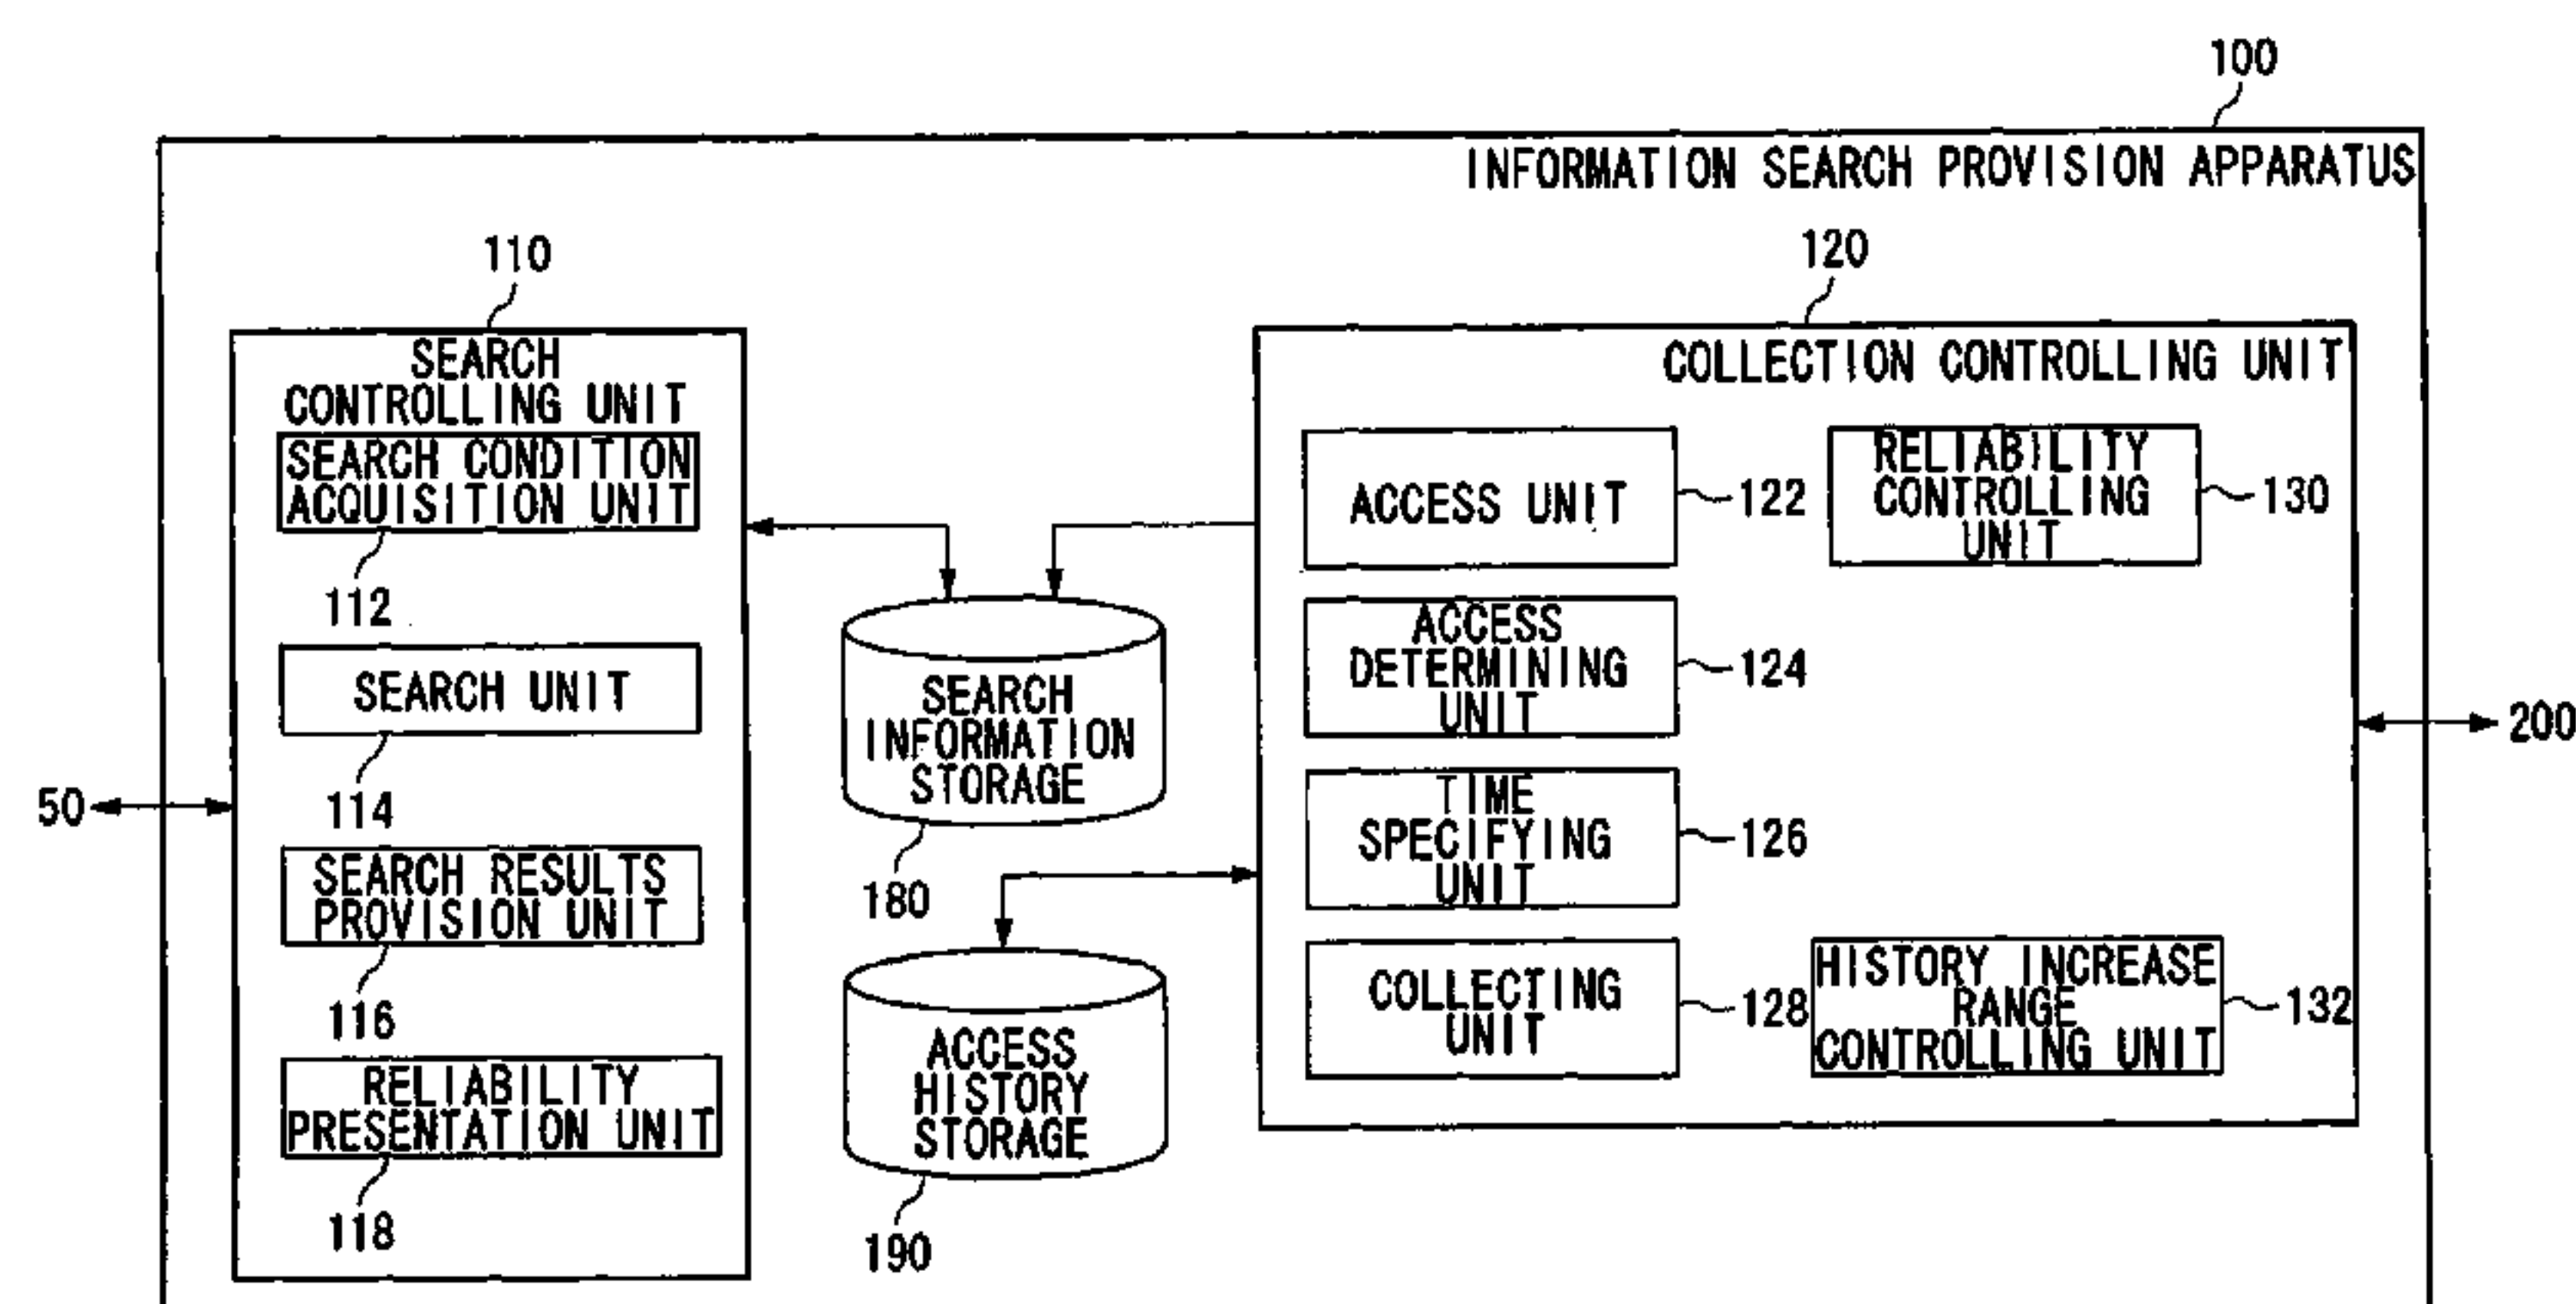 100
INFORMATION SEARCH PROVISION APPARATUS
110
SEARCH
CONTROLLING UNIT
SEARCH CONDITION
ACQUISITION UNIT
112
SEARCH UNIT
114
SEARCH RESULTS
PROVISION UNIT
116
RELIABILITY
PRESENTATION UNIT
118
50
SEARCH
INFORMATION
STORAGE
180
ACCESS
HISTORY
STORAGE
190
120
COLLECTION CONTROLLING UNIT
ACCESS UNIT
122
RELIABILITY
CONTROLLING
UNIT
130
ACCESS
DETERMINING
UNIT
124
TIME
SPECIFYING
UNIT
126
COLLECTING
UNIT
128
HISTORY INCREASE
RANGE
CONTROLLING UNIT
132
200